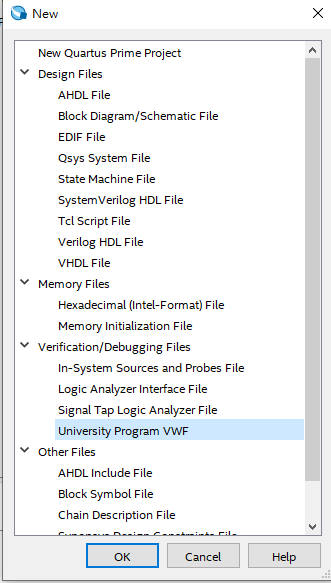 New
New Quartus Prime Project
Design Files
AHDL File
Block Diagram/Schematic File
EDIF File
Qsys System File
State Machine File
SystemVerilog HDL File
Tcl Script File
Verilog HDL File
VHDL File
Memory Files
Hexadecimal (Intel-Format) File
Memory Initialization File
Verification/Debugging Files
In-System Sources and Probes File
Logic Analyzer Interface File
Signal Tap Logic Analyzer File
University Program VWF
Other Files
AHDL Include File
Block Symbol File
Chain Description File
Synopsys Design Constraints File
OK Cancel Help